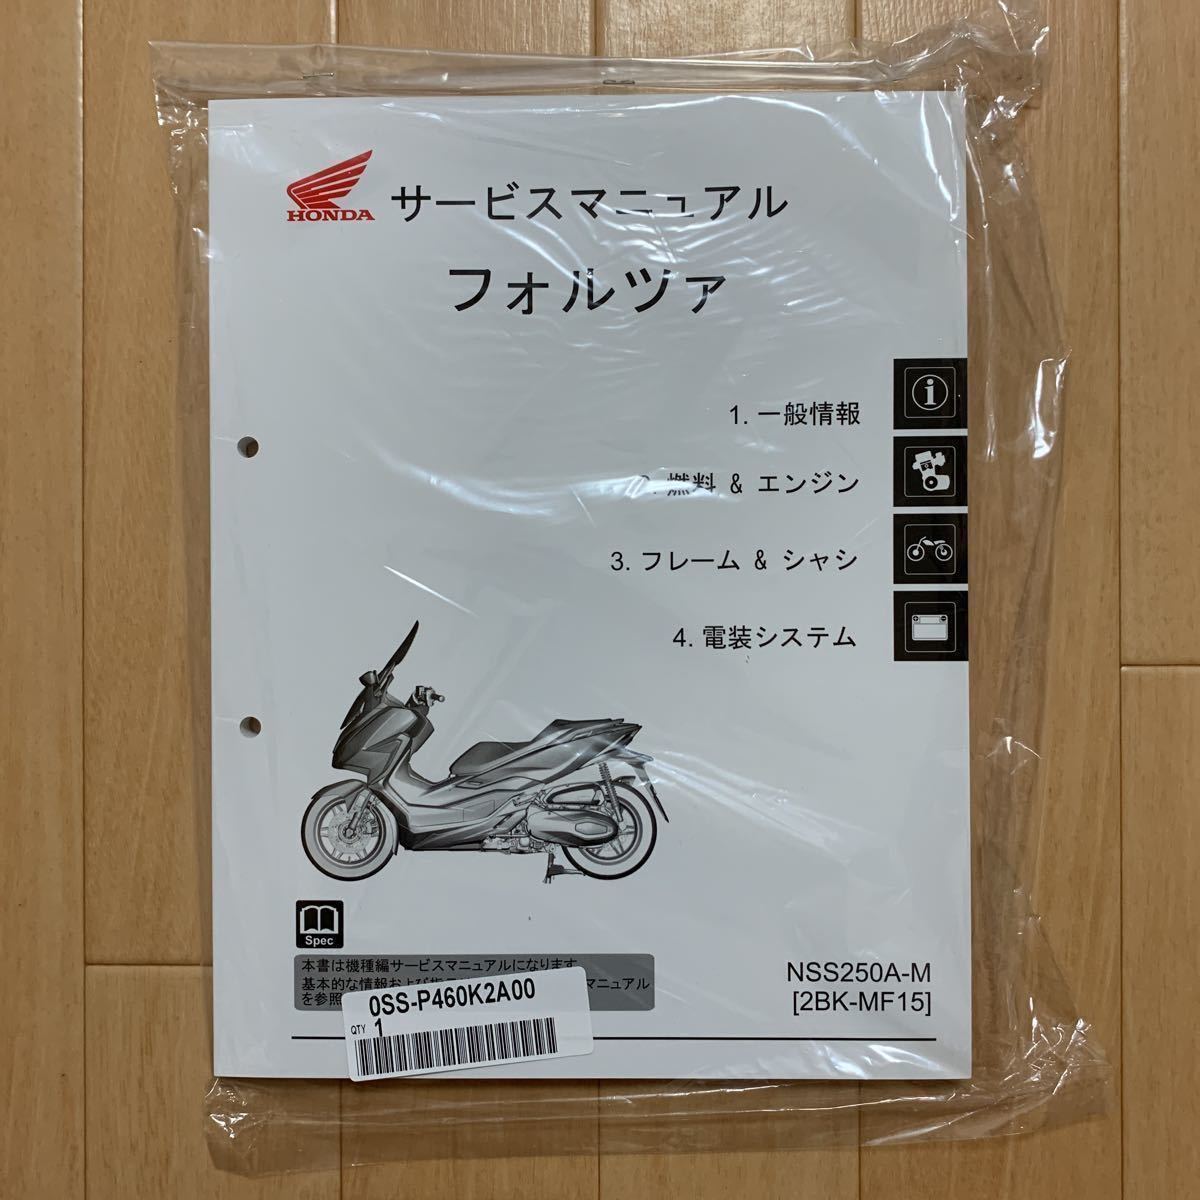 HONDA サービスマニュアル
フォルツァ
1. 一般情報
燃料 & エンジン
3. フレーム & シャシ
4. 電装システム
Spec
本書は機種編サービスマニュアルになります
基本的な情報および マニュアル
を参照
0SS-P460K2A00
QTY 1
NSS250A-M
[2BK-MF15]